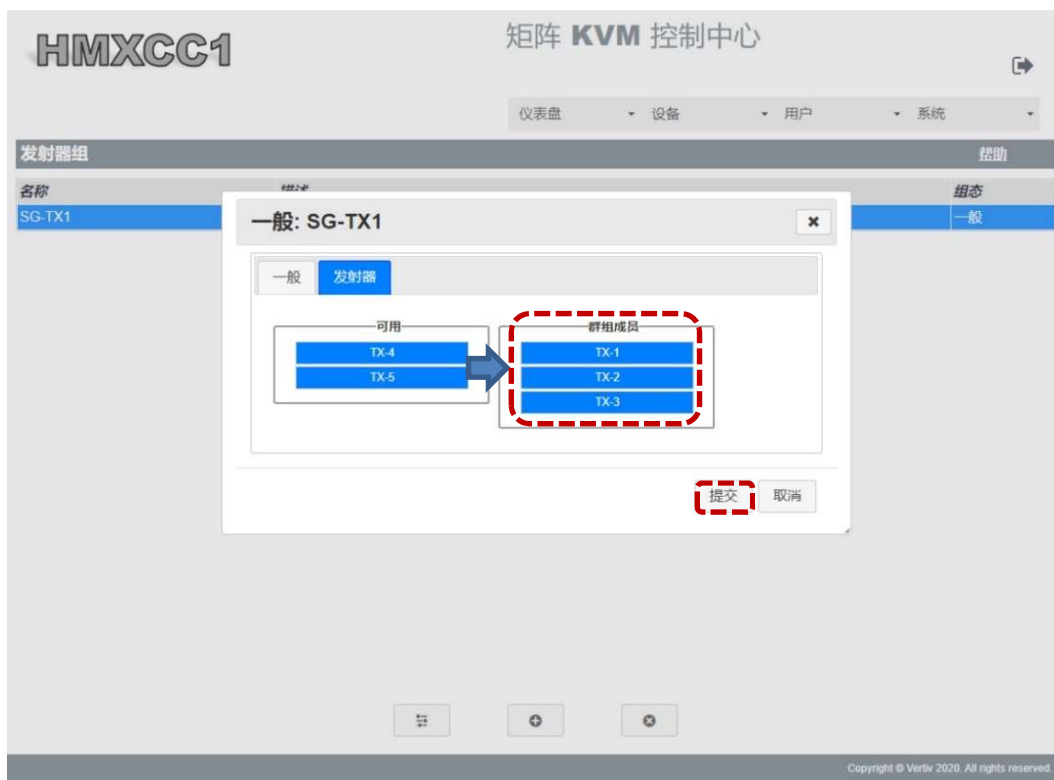 HMXCC1
矩阵 KVM 控制中心
仪表盘 设备 用户 系统
发射器组 帮助
名称 描述 组态
SG-TX1 一般
一般: SG-TX1
一般 发射器
可用 群组成员
TX-4 TX-1
TX-5 TX-2
TX-3
提交 取消
Copyright © Vertiv 2020. All rights reserved